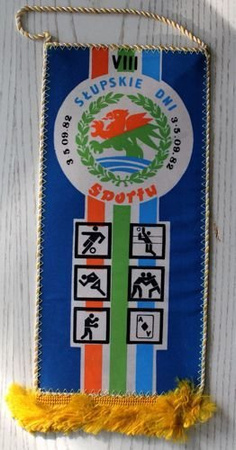 VIII
SŁUPSKIE DNI
3-5.09.82
3-5.09.82
Sportu
A